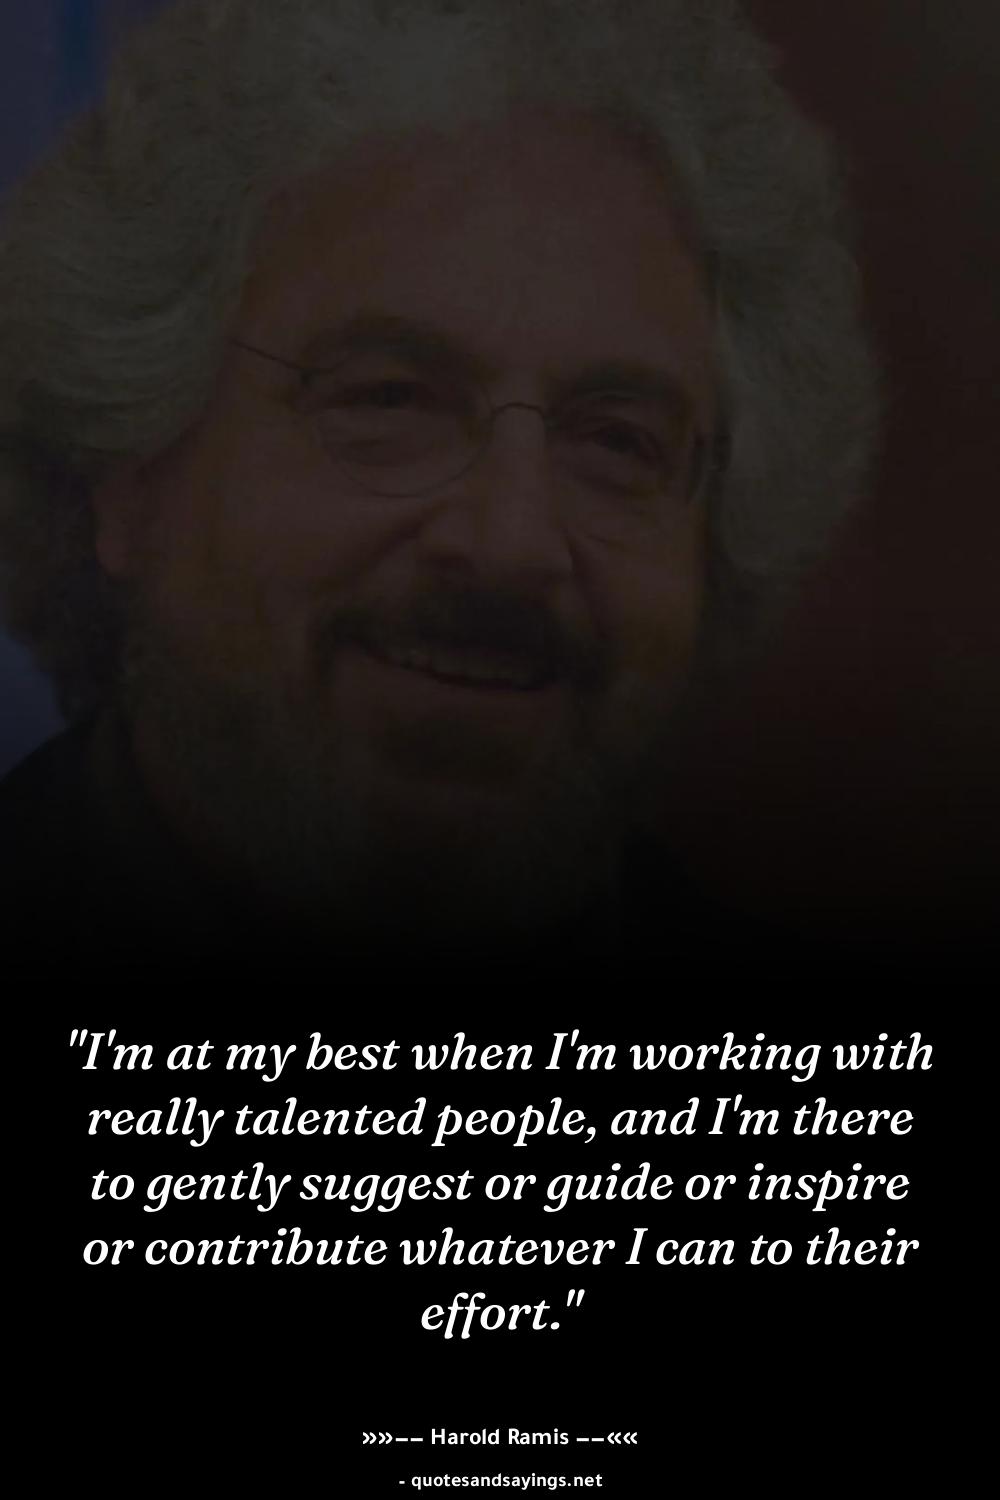 "I'm at my best when I'm working with
really talented people, and I'm there
to gently suggest or guide or inspire
or contribute whatever I can to their
effort."
»»−− Harold Ramis −−««
- quotesandsayings.net